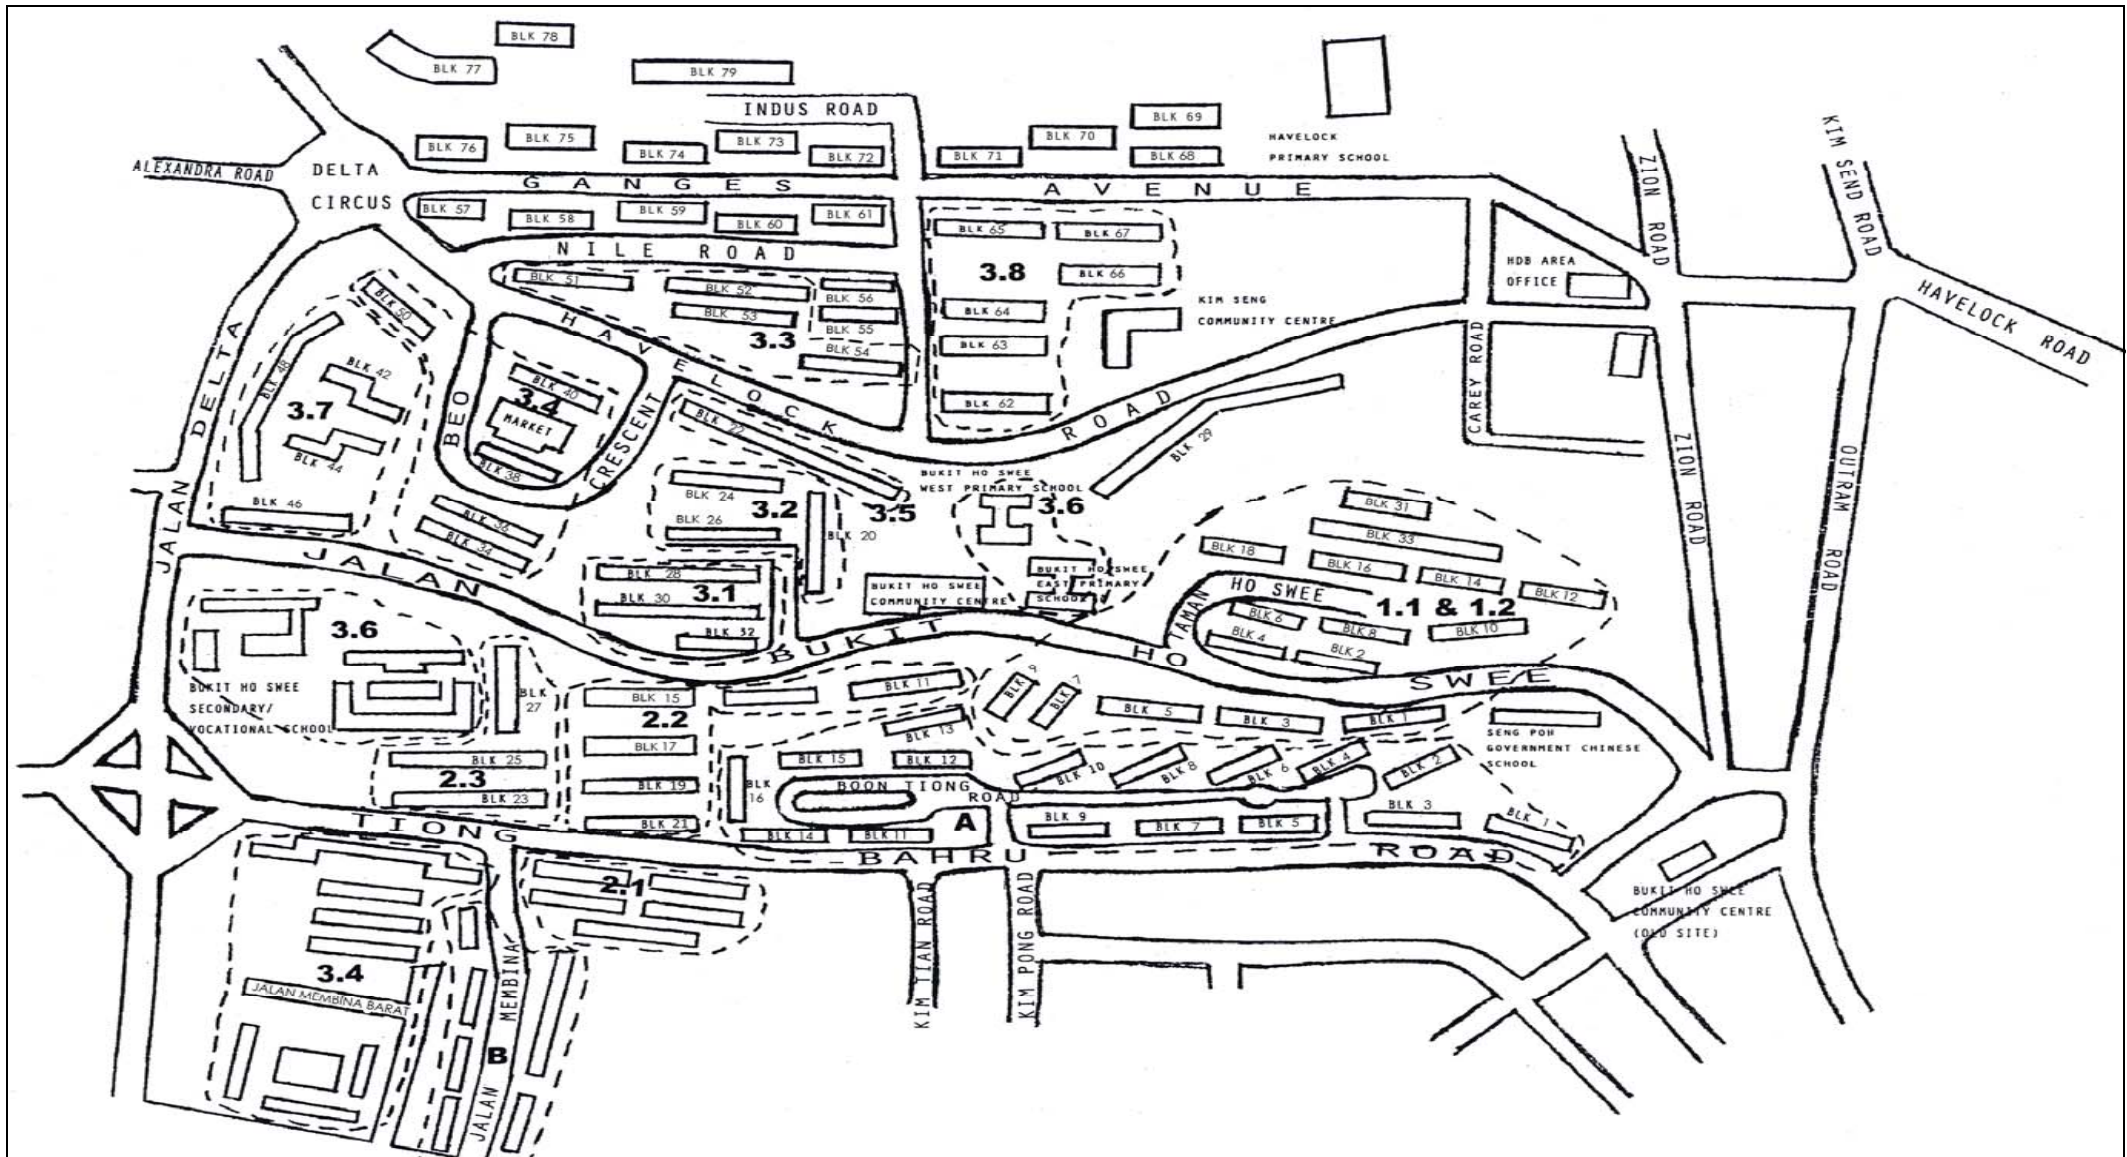 BLK 78
BLK 77
BLK 79
INDUS ROAD
BLK 69
BLK 76
BLK 75
BLK 74
BLK 73
BLK 72
BLK 71
BLK 70
BLK 68
HAVELOCK
PRIMARY SCHOOL
KIM SEND ROAD
ZION ROAD
ALEXANDRA ROAD
DELTA
CIRCUS
GANGES AVENUE
BLK 57
BLK 58
BLK 59
BLK 60
BLK 61
NILE ROAD
BLK 65
BLK 67
3.8
BLK 66
BLK 64
BLK 63
BLK 62
HDB AREA
OFFICE
KIM SENG
COMMUNITY CENTRE
HAVELOCK ROAD
BLK 50
BLK 51
BLK 52
BLK 53
BLK 56
BLK 55
BLK 54
3.3
HAVELOCK ROAD
CAREY ROAD
JALAN DELTA
BLK 48
BLK 42
3.7
BLK 44
BLK 46
BEO CRESCENT
BLK 40
3.4
MARKET
BLK 38
BLK 36
BLK 34
BLK 22
BLK 24
BLK 26
3.2
BLK 20
3.5
BUKIT HO SWEE
WEST PRIMARY SCHOOL
3.6
BLK 29
ZION ROAD
OUTRAM ROAD
BLK 28
3.1
BLK 30
BLK 32
BUKIT HO SWEE
COMMUNITY CENTRE
BUKIT HO SWEE
EAST PRIMARY
SCHOOL
BLK 31
BLK 33
BLK 18
BLK 16
BLK 14
BLK 12
TAMAN HO SWEE
1.1 & 1.2
BLK 6
BLK 8
BLK 10
BLK 4
BLK 2
JALAN BUKIT HO SWEE
3.6
BUKIT HO SWEE
SECONDARY/
VOCATIONAL SCHOOL
BLK
27
BLK 15
2.2
BLK 17
BLK 19
BLK 21
BLK 25
2.3
BLK 23
BLK 11
BLK 13
BLK 9
BLK 7
BLK 5
BLK 3
BLK 1
SENG POH
GOVERNMENT CHINESE
SCHOOL
BLK 15
BLK 12
BLK
16
BOON TIONG
ROAD
A
BLK 14
BLK 11
BLK 10
BLK 8
BLK 6
BLK 4
BLK 2
BLK 9
BLK 7
BLK 5
BLK 3
BLK 1
TIONG BAHRU ROAD
2.1
KIM TIAN ROAD
KIM PONG ROAD
BUKIT HO SWEE
COMMUNITY CENTRE
(OLD SITE)
3.4
JALAN MEMBINA BARAT
JALAN MEMBINA
B